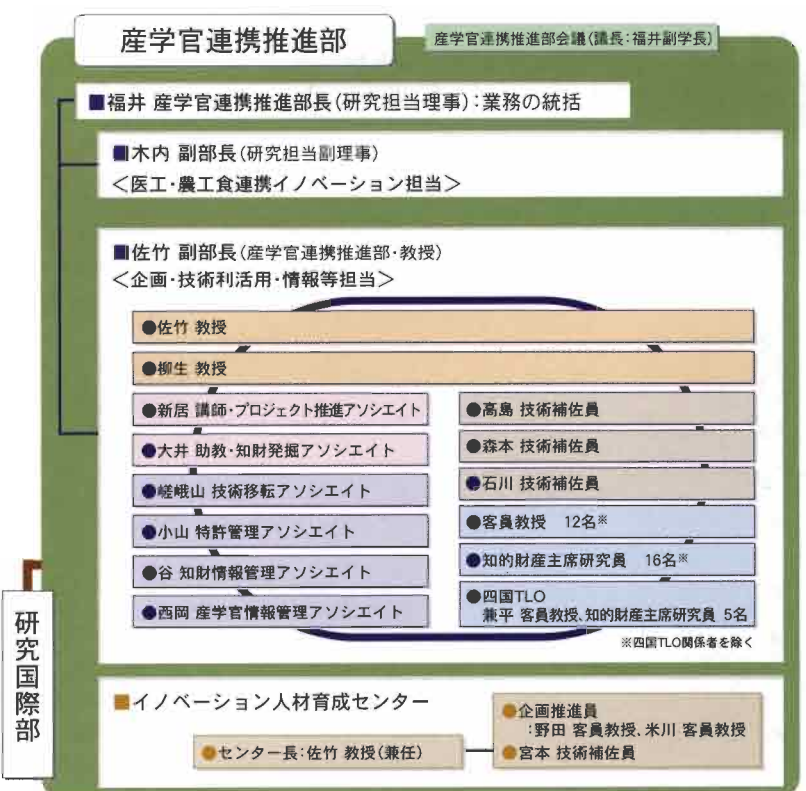 産学官連携推進部
産学官連携推進部会議(議長:福井副学長)
■福井 産学官連携推進部長(研究担当理事):業務の統括
■木内 副部長(研究担当副理事)
<医工・農工食連携イノベーション担当>
■佐竹 副部長(産学官連携推進部・教授)
<企画・技術利活用・情報等担当>
●佐竹 教授
●柳生 教授
●新居 講師・プロジェクト推進アソシエイト
●大井 助教・知財発掘アソシエイト
●嵯峨山 技術移転アソシエイト
●小山 特許管理アソシエイト
●谷 知財情報管理アソシエイト
●西岡 産学官情報管理アソシエイト
●髙島 技術補佐員
●森本 技術補佐員
●石川 技術補佐員
●客員教授 12名※
●知的財産主席研究員 16名※
●四国TLO
兼平 客員教授、知的財産主席研究員 5名
※四国TLO関係者を除く
研究国際部
■イノベーション人材育成センター
●センター長:佐竹 教授(兼任)
●企画推進員
:野田 客員教授、米川 客員教授
●宮本 技術補佐員